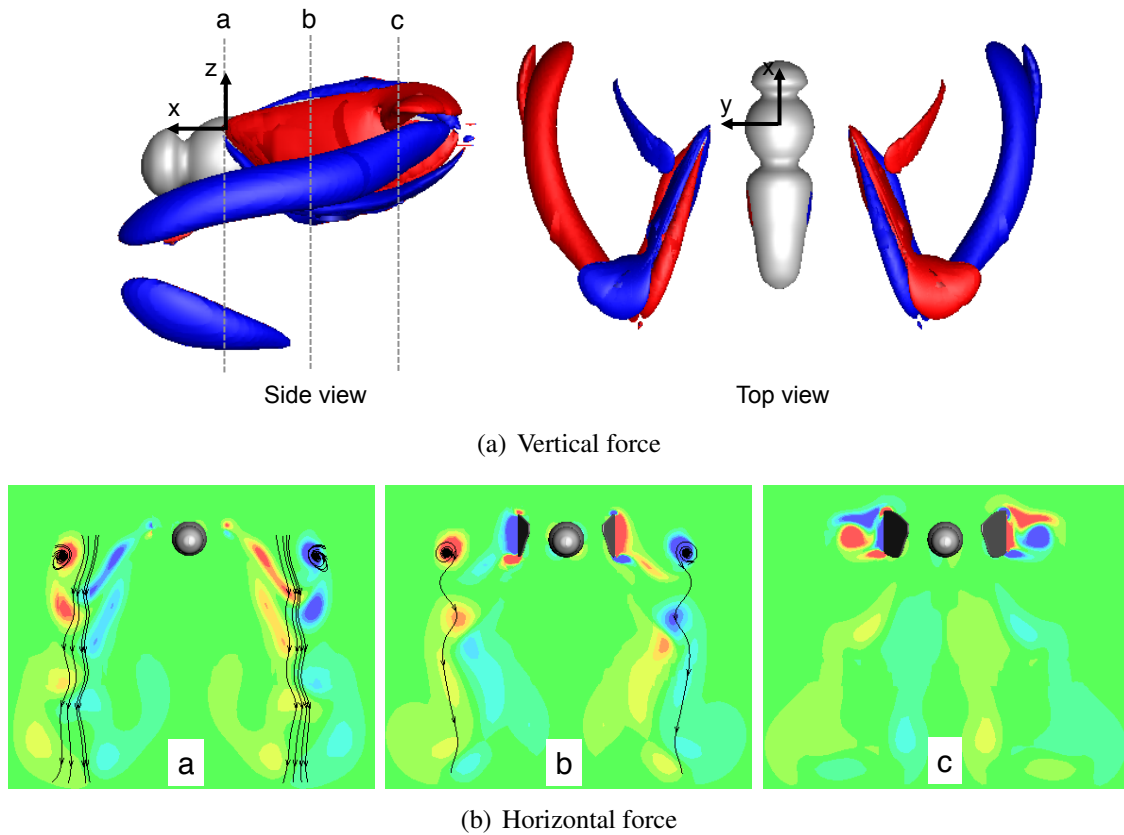 a
b
c
z
x
x
y
Side view
Top view
(a) Vertical force
a
b
c
(b) Horizontal force